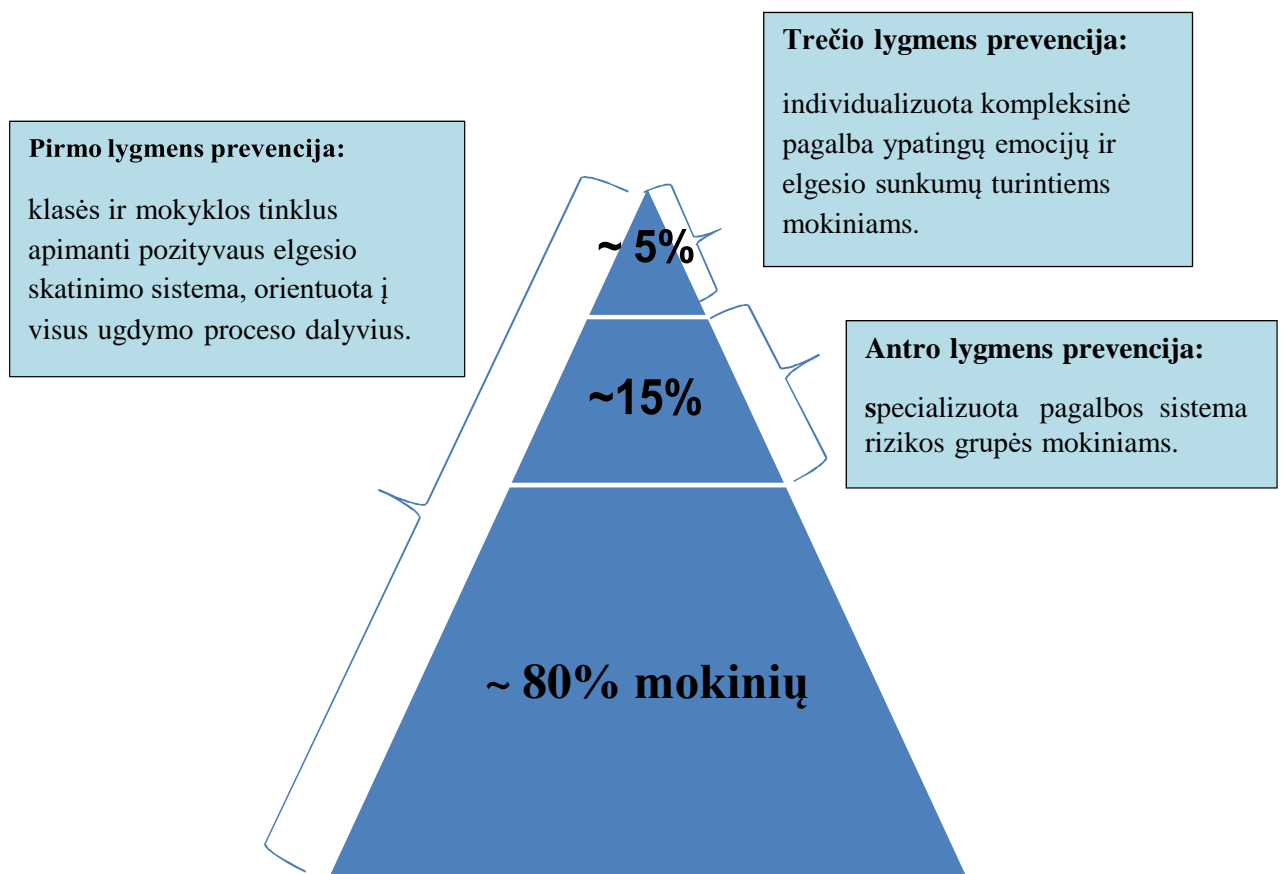 Trečio lygmens prevencija:
individualizuota kompleksinė
pagalba ypatingų emocijų ir
elgesio sunkumų turintiems
mokiniams.
Pirmo lygmens prevencija:
klasės ir mokyklos tinklus
apimanti pozityvaus elgesio
skatinimo sistema, orientuota į
visus ugdymo proceso dalyvius.
~ 5%
Antro lygmens prevencija:
specializuota pagalbos sistema
rizikos grupės mokiniams.
~15%
~ 80% mokinių